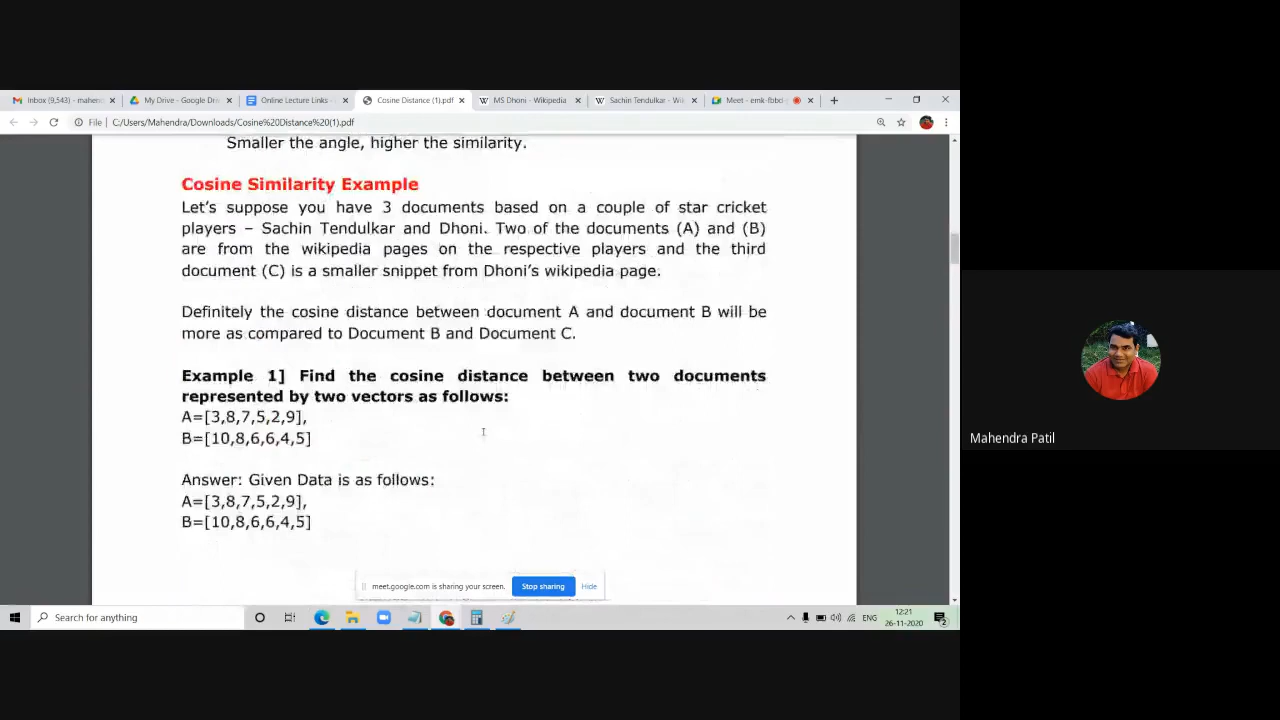 Inbox (9,543) - mahend
My Drive - Google Dri
Online Lecture Links -
Cosine Distance (1).pdf
MS Dhoni - Wikipedia
Sachin Tendulkar - Wi
Meet - emk-fbbd
File
C:/Users/Mahendra/Downloads/Cosine%20Distance%20(1).pdf
Smaller the angle, higher the similarity.
Cosine Similarity Example
Let's suppose you have 3 documents based on a couple of star cricket
players – Sachin Tendulkar and Dhoni. Two of the documents (A) and (B)
are from the wikipedia pages on the respective players and the third
document (C) is a smaller snippet from Dhoni's wikipedia page.
Definitely the cosine distance between document A and document B will be
more as compared to Document B and Document C.
Example 1] Find the cosine distance between two documents
represented by two vectors as follows:
A=[3,8,7,5,2,9],
B=[10,8,6,6,4,5]
Mahendra Patil
Answer: Given Data is as follows:
A=[3,8,7,5,2,9],
B=[10,8,6,6,4,5]
meet.google.com is sharing your screen.
Stop sharing
Hide
Search for anything
ENG
12:21
26-11-2020
2